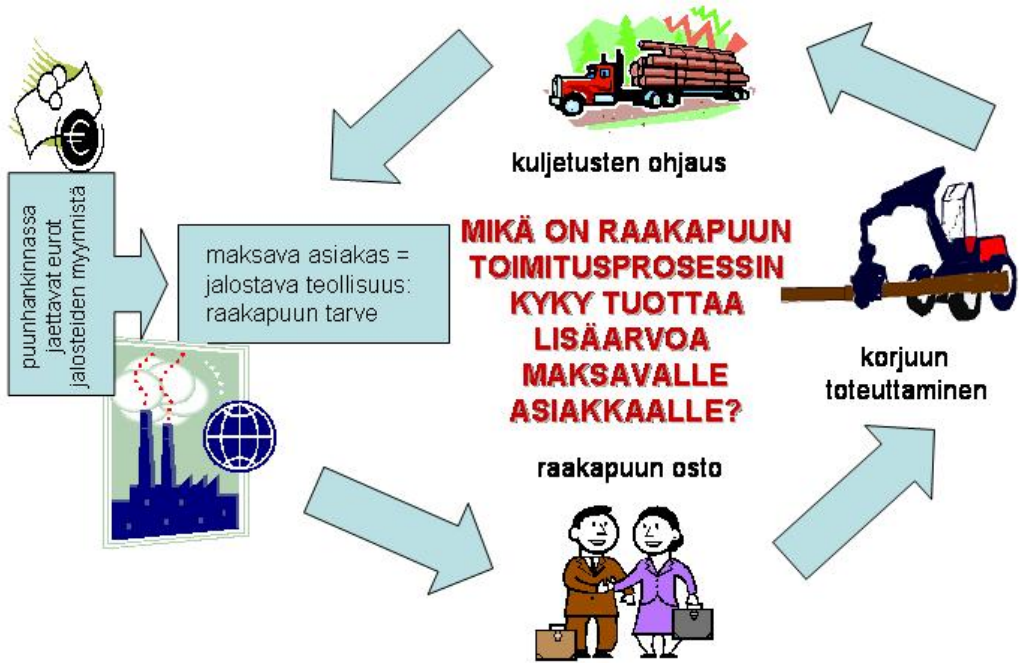 puunhankinnassa
jaettavat eurot
jalosteiden myynnistä
maksava asiakas =
jalostava teollisuus:
raakapuun tarve
kuljetusten ohjaus
MIKÄ ON RAAKAPUUN
TOIMITUSPROSESSIN
KYKY TUOTTAA
LISÄARVOA
MAKSAVALLE
ASIAKKAALLE?
korjuun
toteuttaminen
raakapuun osto
€